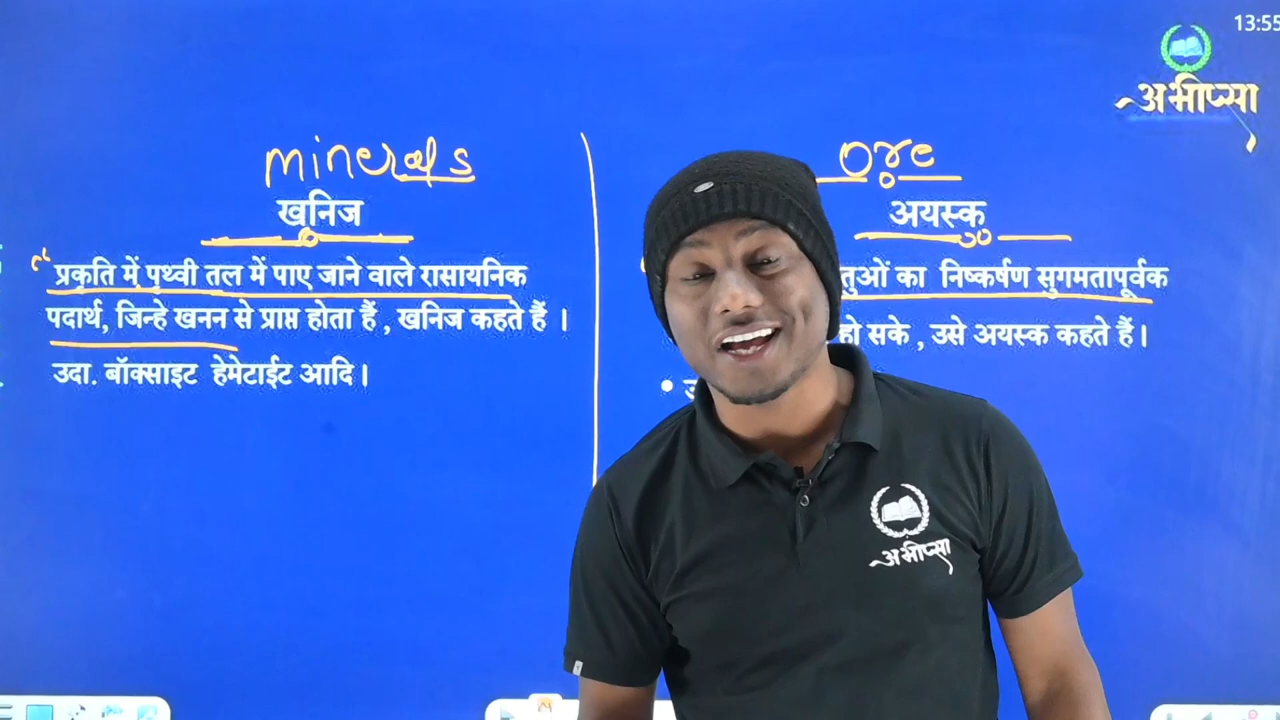 13:55
अभीप्सा
minerals
खनिज
प्रकृति में पृथ्वी तल में पाए जाने वाले रासायनिक
पदार्थ, जिन्हे खनन से प्राप्त होता हैं , खनिज कहते हैं ।
उदा. बॉक्साइट हेमेटाईट आदि ।
ore
अयस्क
का निष्कर्षण सुगमतापूर्वक
हो सके , उसे अयस्क कहते हैं ।
अभीप्सा